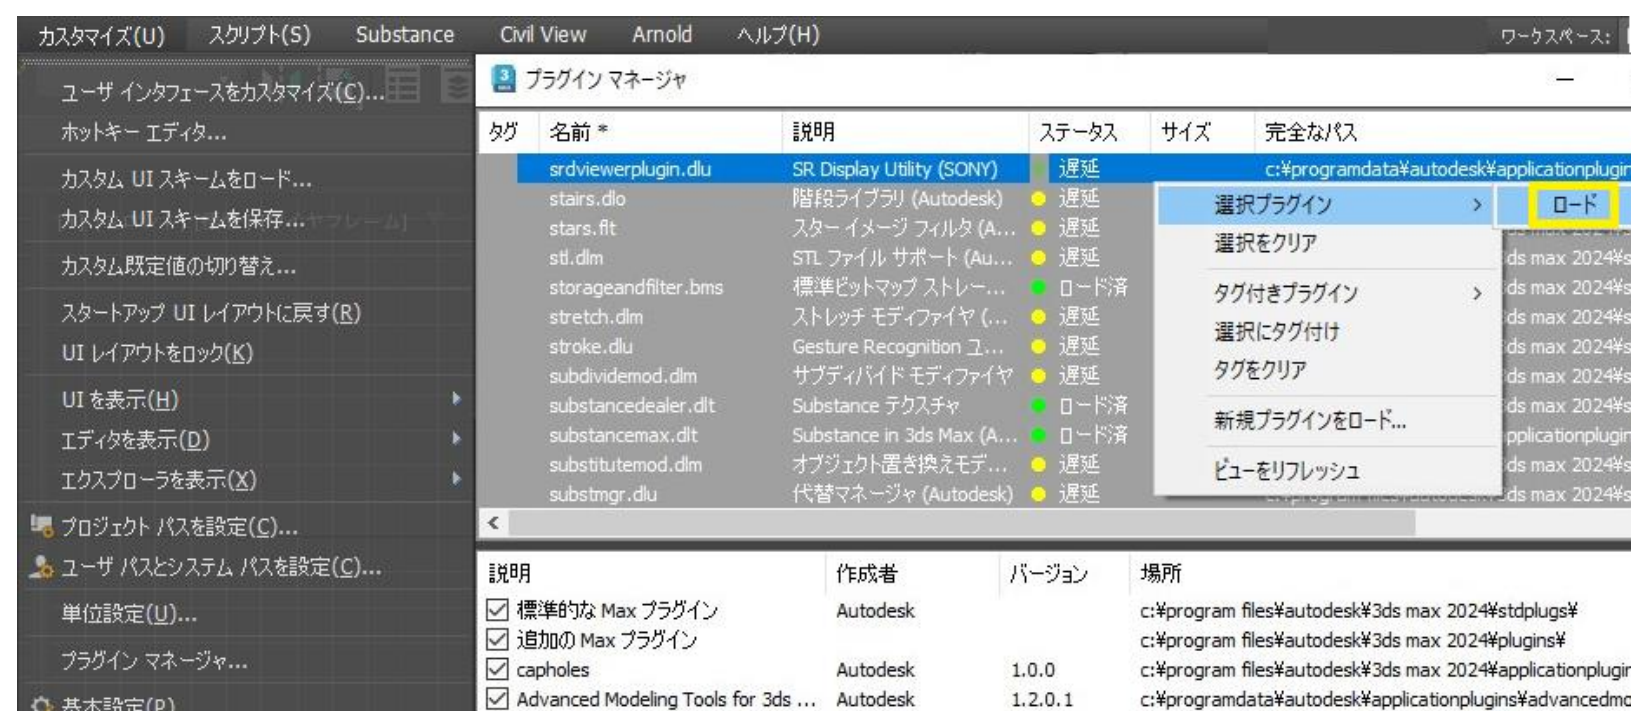 カスタマイズ(U) スクリプト(S) Substance Civil View Arnold ヘルプ(H) ワークスペース:
ユーザ インタフェースをカスタマイズ(C)...
ホットキー エディタ...
カスタム UI スキームをロード...
カスタム UI スキームを保存...
カスタム既定値の切り替え...
スタートアップ UI レイアウトに戻す(R)
UI レイアウトをロック(K)
UI を表示(H)
エディタを表示(D)
エクスプローラを表示(X)
プロジェクト パスを設定(C)...
ユーザ パスとシステム パスを設定(C)...
単位設定(U)...
プラグイン マネージャ...
基本設定(P)
プラグイン マネージャ
タグ 名前 * 説明 ステータス サイズ 完全なパス
srdviewerplugin.dlu SR Display Utility (SONY) 遅延 c:¥programdata¥autodesk¥applicationplugin
stairs.dlo 階段ライブラリ (Autodesk) 遅延
stars.flt スター イメージ フィルタ (A... 遅延
stl.dlm STL ファイル サポート (Au... 遅延 ds max 2024¥s
storageandfilter.bms 標準ビットマップ ストレー... ロード済 ds max 2024¥s
stretch.dlm ストレッチ モディファイヤ (... 遅延 ds max 2024¥s
stroke.dlu Gesture Recognition ユ... 遅延 ds max 2024¥s
subdividemod.dlm サブディバイド モディファイヤ 遅延 ds max 2024¥s
substancedealer.dlt Substance テクスチャ ロード済 ds max 2024¥s
substancemax.dlt Substance in 3ds Max (A... ロード済 pplicationplugin
substitutemod.dlm オブジェクト置き換えモデ... 遅延 ds max 2024¥s
substmgr.dlu 代替マネージャ (Autodesk) 遅延 ds max 2024¥s
選択プラグイン
ロード
選択をクリア
タグ付きプラグイン
選択にタグ付け
タグをクリア
新規プラグインをロード...
ビューをリフレッシュ
説明 作成者 バージョン 場所
標準的な Max プラグイン Autodesk c:¥program files¥autodesk¥3ds max 2024¥stdplugs¥
追加の Max プラグイン c:¥program files¥autodesk¥3ds max 2024¥plugins¥
capholes Autodesk 1.0.0 c:¥program files¥autodesk¥3ds max 2024¥applicationplugin
Advanced Modeling Tools for 3ds ... Autodesk 1.2.0.1 c:¥programdata¥autodesk¥applicationplugins¥advancedmo